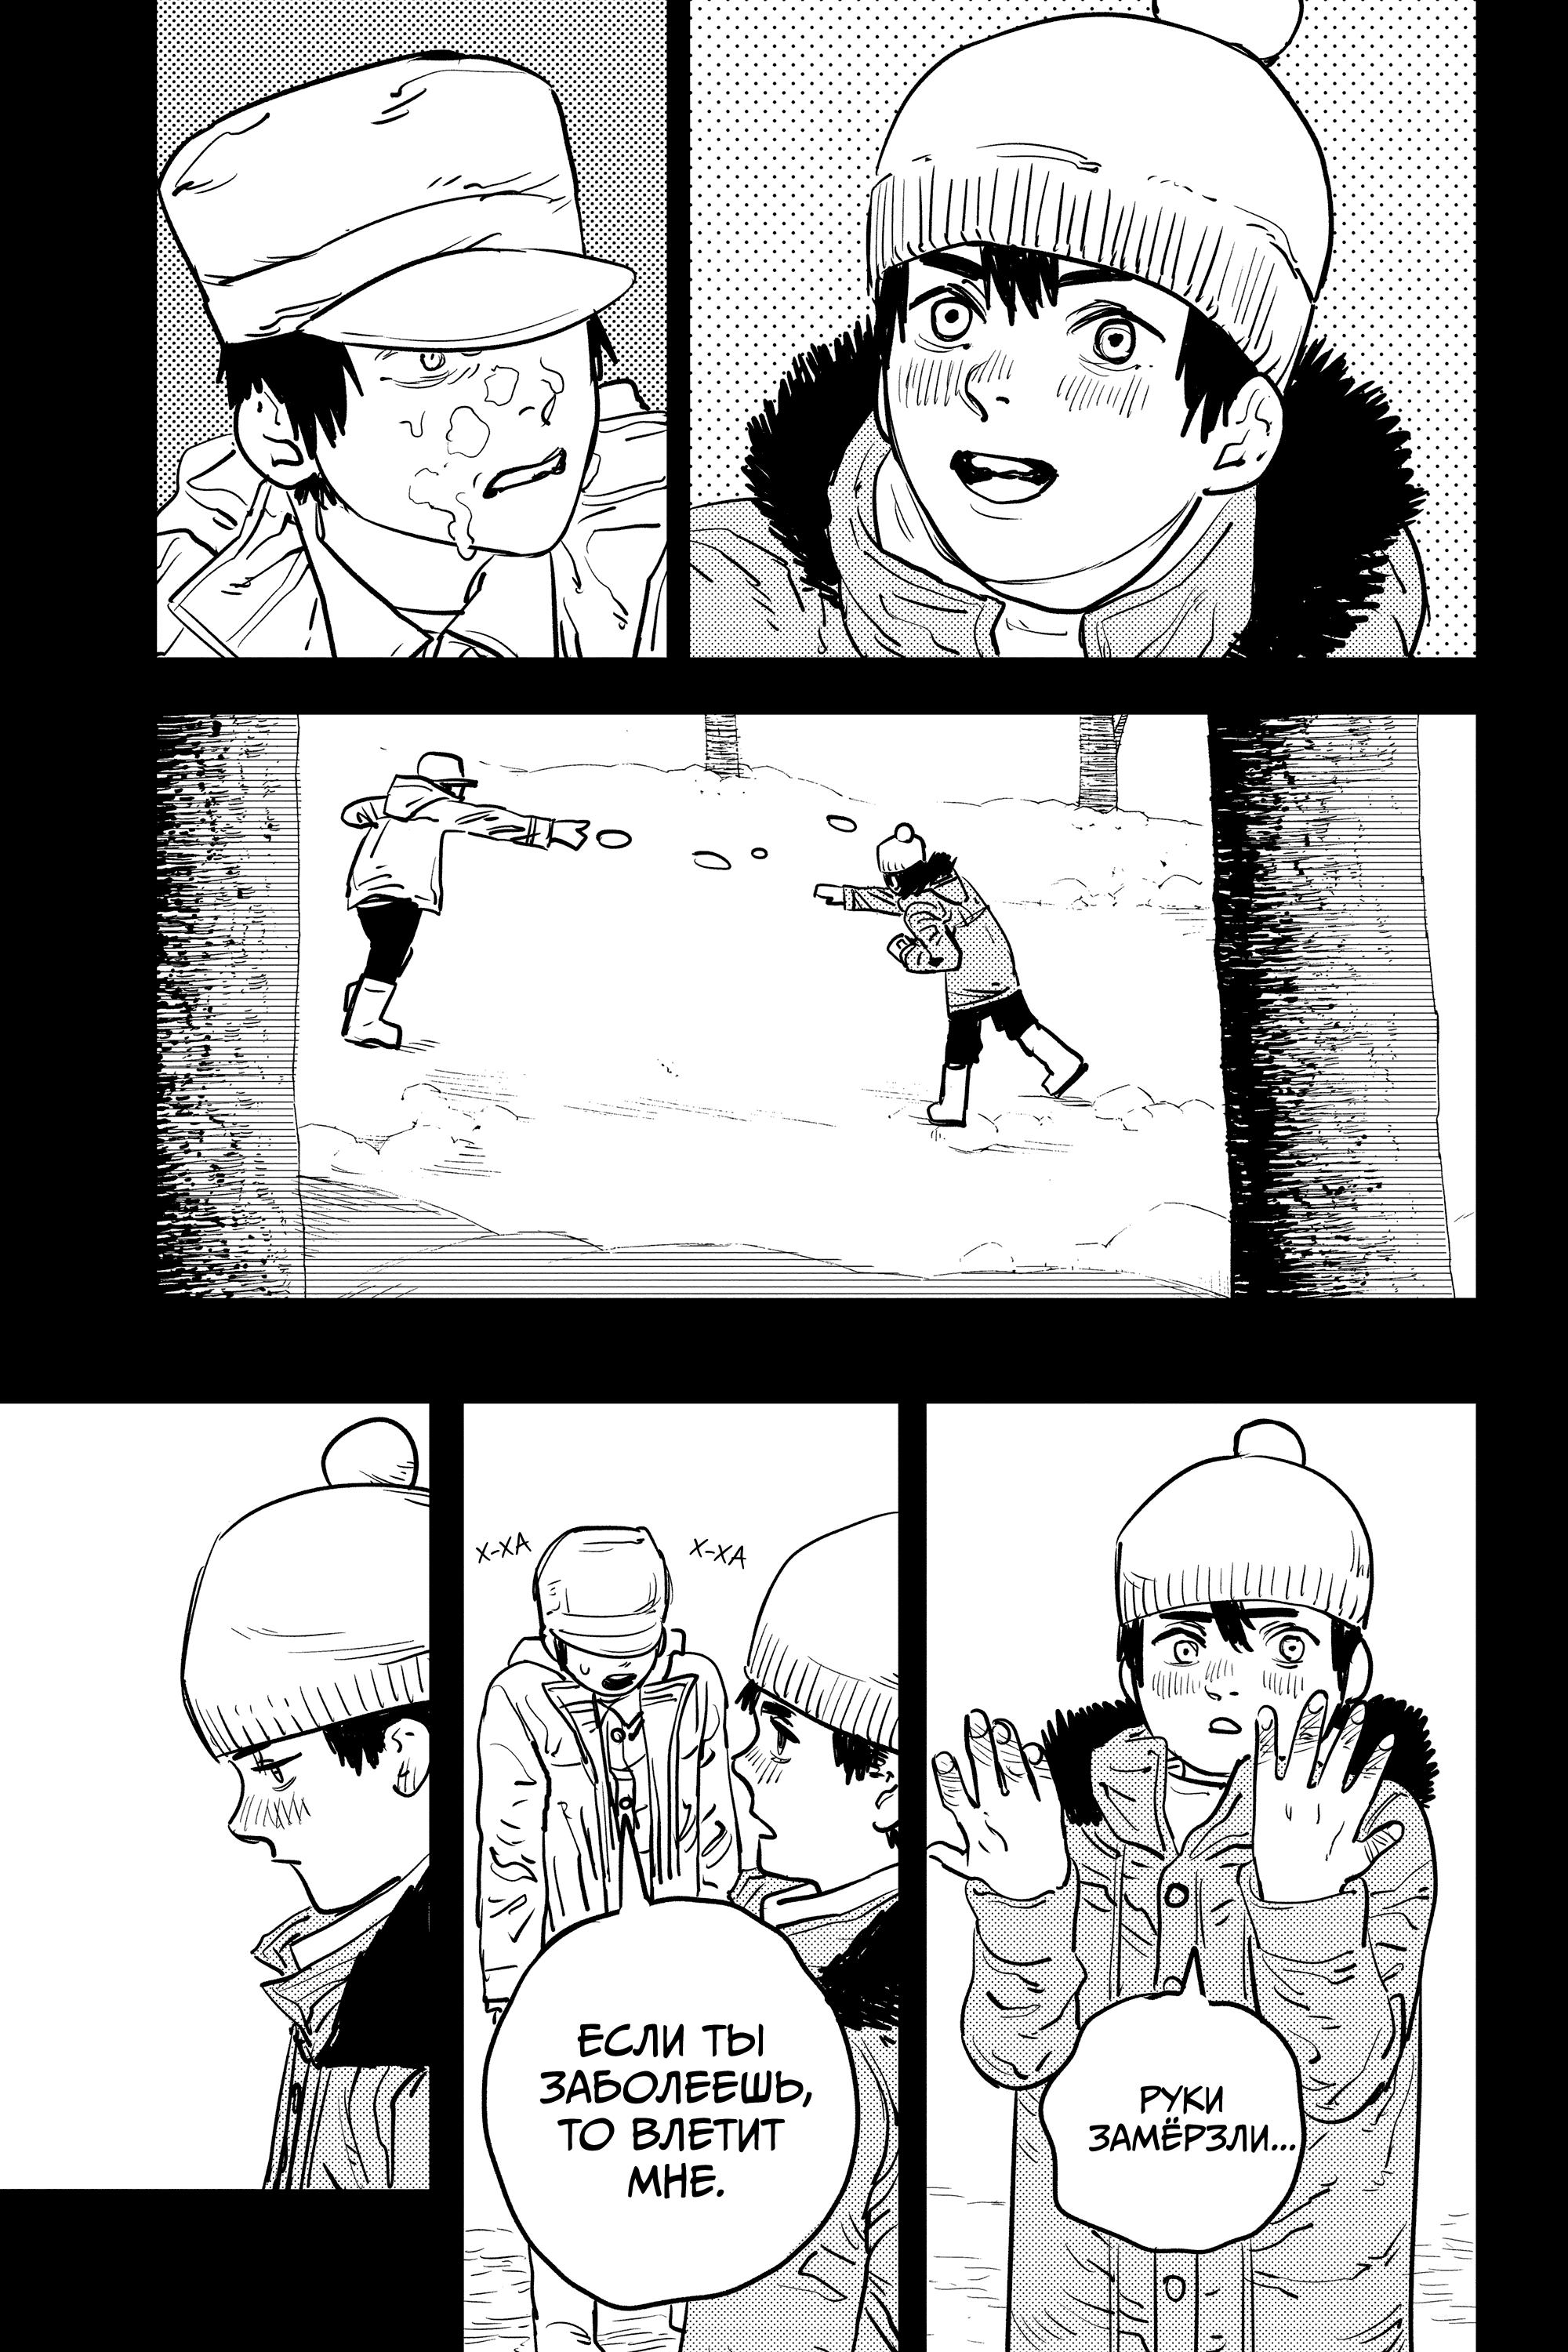 РУКИ
ЗАМЁРЗЛИ...
Х-ХА
Х-ХА
ЕСЛИ ТЫ
ЗАБОЛЕЕШЬ,
ТО ВЛЕТИТ
МНЕ.